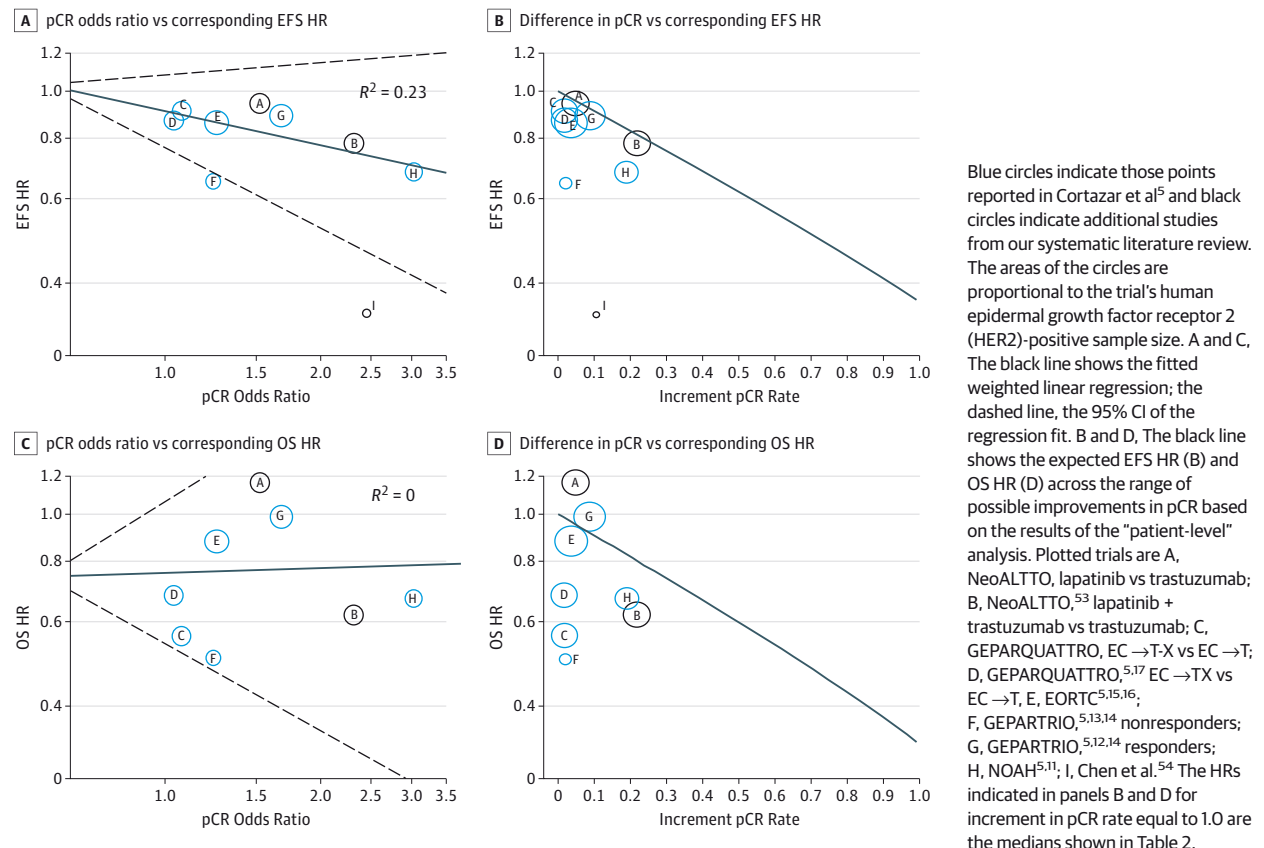 A pCR odds ratio vs corresponding EFS HR
1.2
1.0
0.8
0.6
0.4
0
EFS HR
R² = 0.23
A
B
C
D
E
F
G
H
I
1.0 1.5 2.0 2.5 3.0 3.5
pCR Odds Ratio
B Difference in pCR vs corresponding EFS HR
1.2
1.0
0.8
0.6
0.4
0
EFS HR
A
B
C
D
E
F
G
H
I
0 0.1 0.2 0.3 0.4 0.5 0.6 0.7 0.8 0.9 1.0
Increment pCR Rate
C pCR odds ratio vs corresponding OS HR
1.2
1.0
0.8
0.6
0.4
0
OS HR
R² = 0
A
G
E
D
H
B
C
F
1.0 1.5 2.0 2.5 3.0 3.5
pCR Odds Ratio
D Difference in pCR vs corresponding OS HR
1.2
1.0
0.8
0.6
0.4
0
OS HR
A
G
E
D
H
B
C
F
0 0.1 0.2 0.3 0.4 0.5 0.6 0.7 0.8 0.9 1.0
Increment pCR Rate
Blue circles indicate those points
reported in Cortazar et al⁵ and black
circles indicate additional studies
from our systematic literature review.
The areas of the circles are
proportional to the trial's human
epidermal growth factor receptor 2
(HER2)-positive sample size. A and C,
The black line shows the fitted
weighted linear regression; the
dashed line, the 95% CI of the
regression fit. B and D, The black line
shows the expected EFS HR (B) and
OS HR (D) across the range of
possible improvements in pCR based
on the results of the “patient-level”
analysis. Plotted trials are A,
NeoALTTO, lapatinib vs trastuzumab;
B, NeoALTTO,⁵³ lapatinib +
trastuzumab vs trastuzumab; C,
GEPARQUATTRO, EC →T-X vs EC →T;
D, GEPARQUATTRO,⁵,¹⁷ EC →TX vs
EC →T, E, EORTC⁵,¹⁵,¹⁶;
F, GEPARTRIO,⁵,¹³,¹⁴ nonresponders;
G, GEPARTRIO,⁵,¹²,¹⁴ responders;
H, NOAH⁵,¹¹; I, Chen et al.⁵⁴ The HRs
indicated in panels B and D for
increment in pCR rate equal to 1.0 are
the medians shown in Table 2.